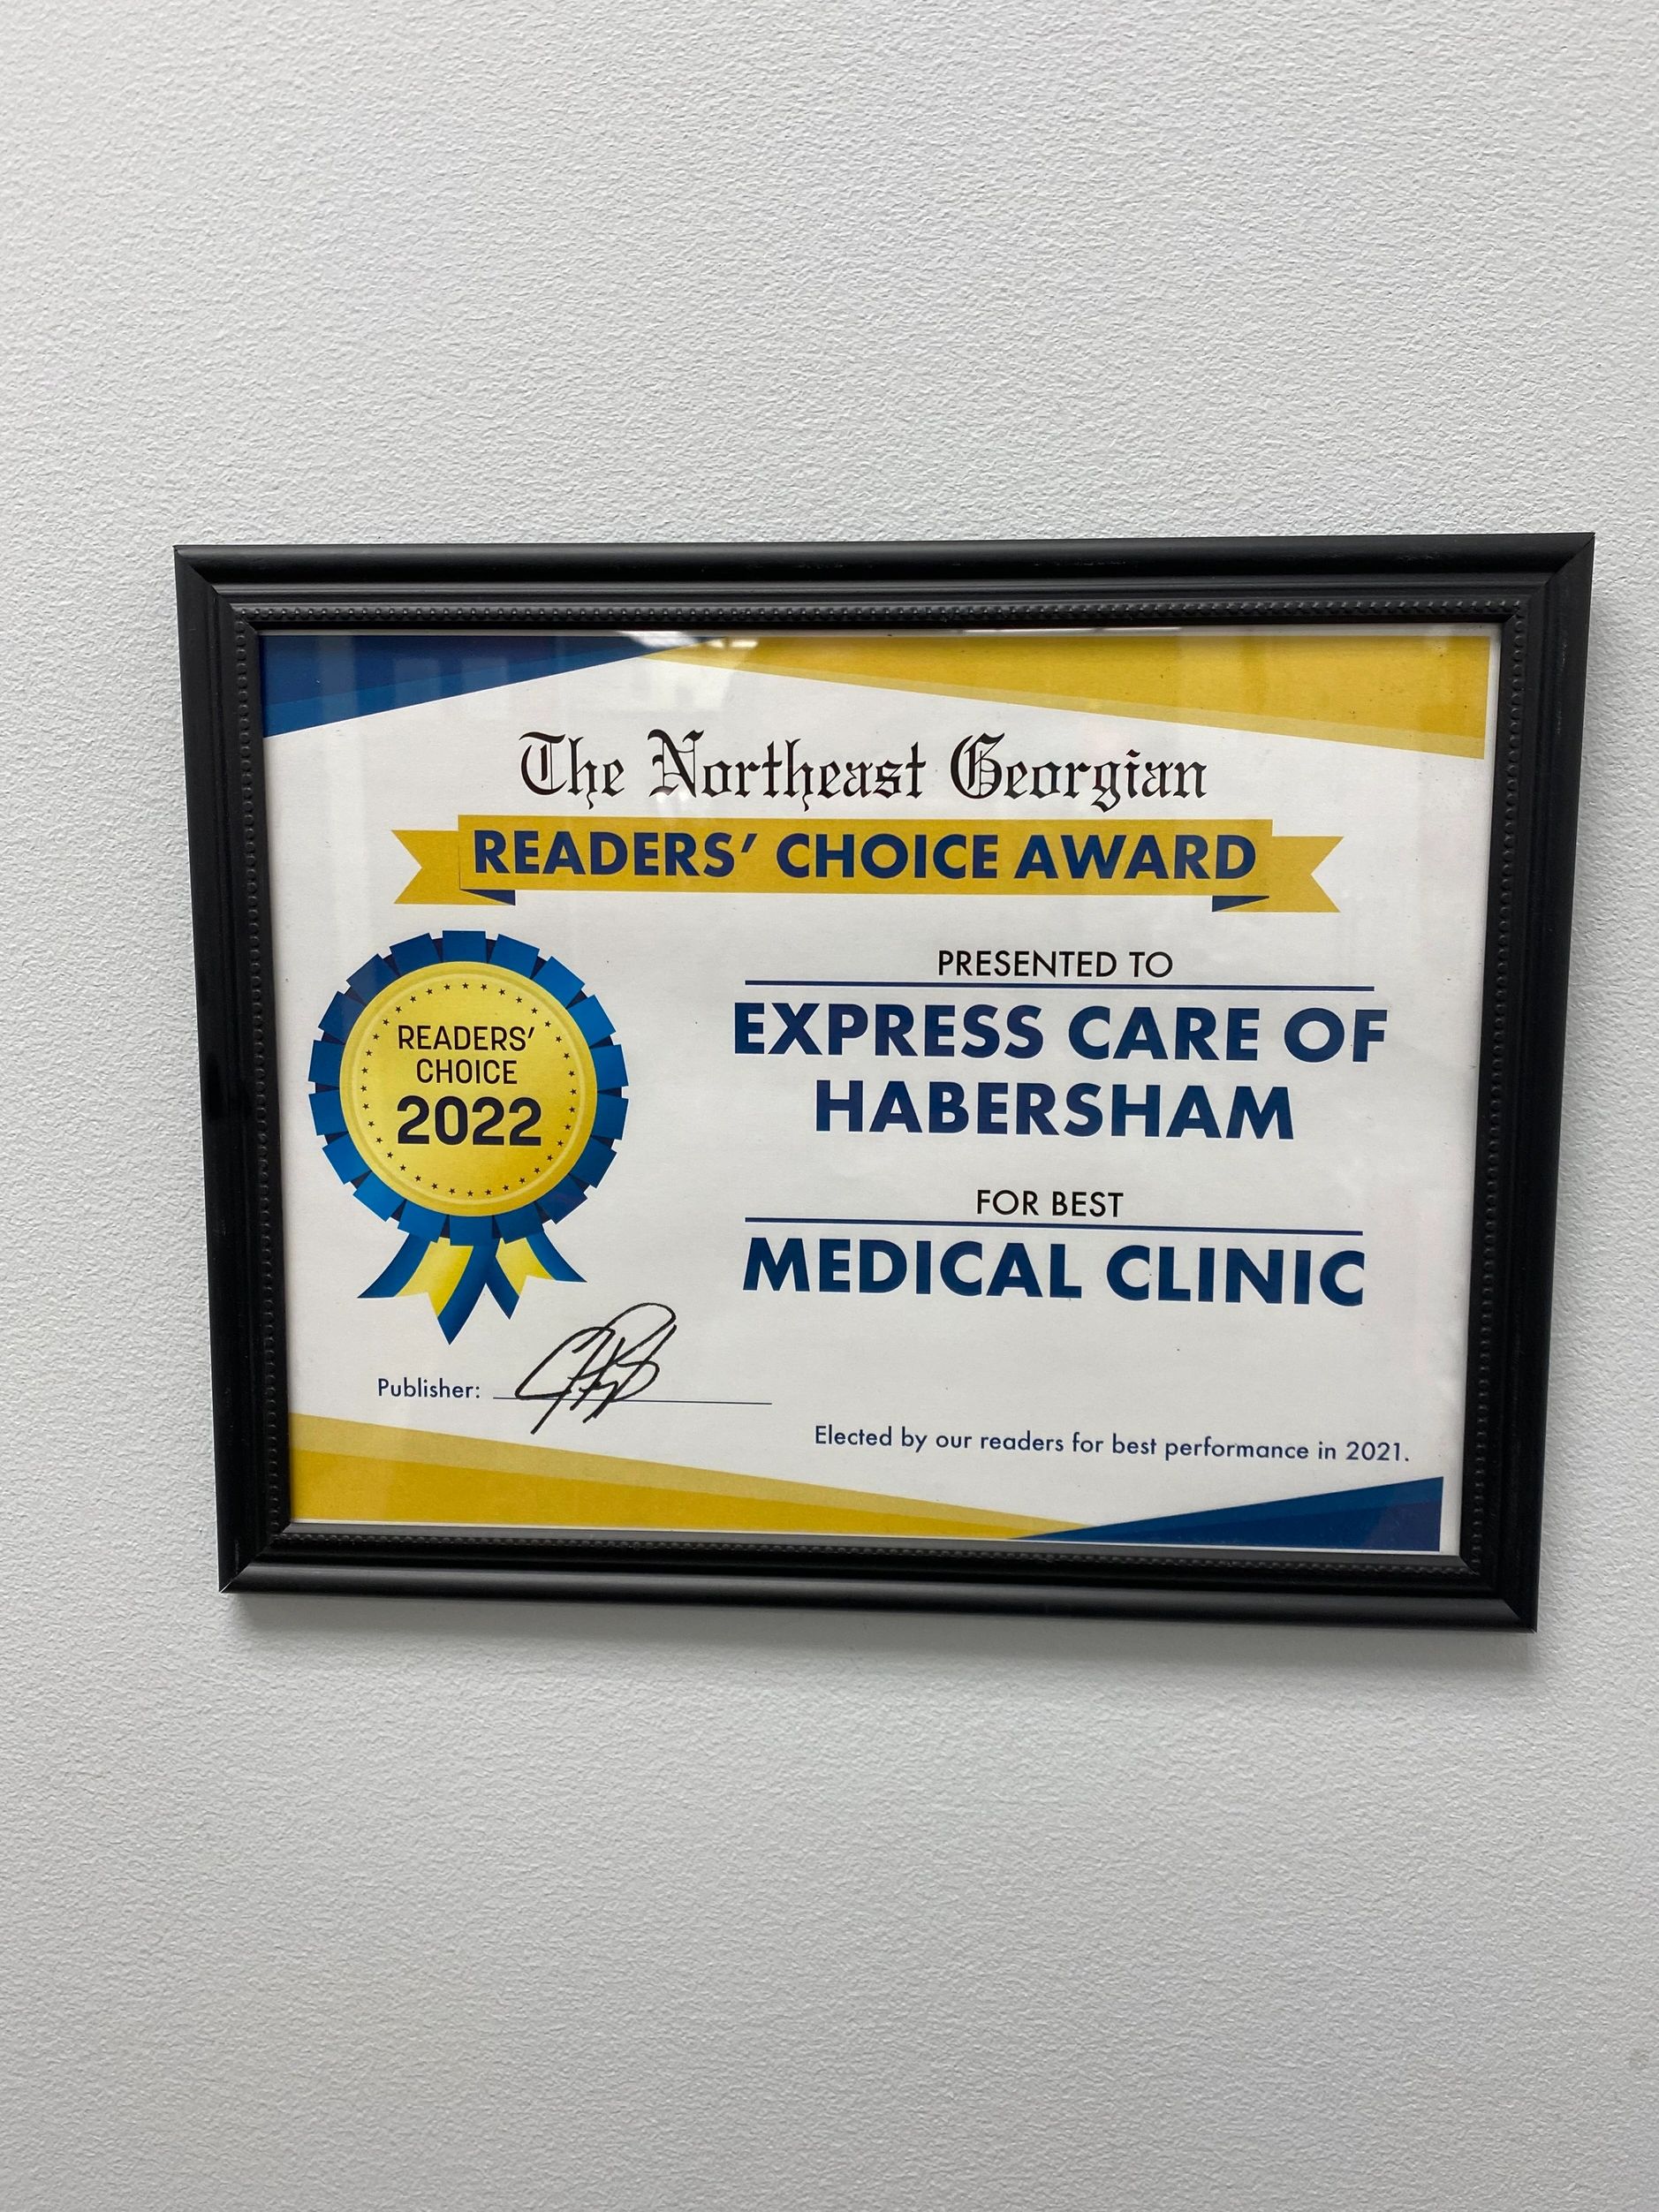 The Northeast Georgian
READERS' CHOICE AWARD
READERS'
CHOICE
2022
PRESENTED TO
EXPRESS CARE OF
HABERSHAM
FOR BEST
MEDICAL CLINIC
Publisher:
Elected by our readers for best performance in 2021.